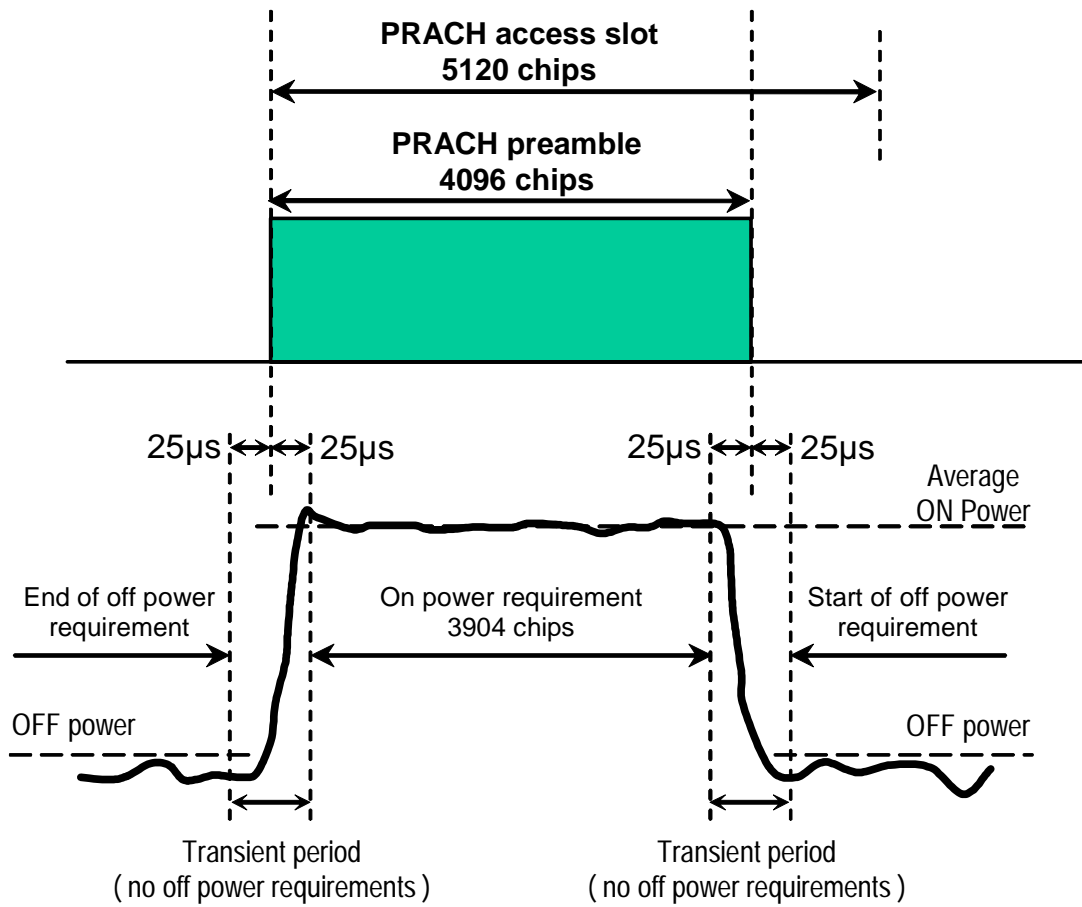 PRACH access slot
5120 chips
PRACH preamble
4096 chips
25µs
25µs
25µs
25µs
Average
ON Power
End of off power
requirement
On power requirement
3904 chips
Start of off power
requirement
OFF power
OFF power
Transient period
( no off power requirements )
Transient period
( no off power requirements )